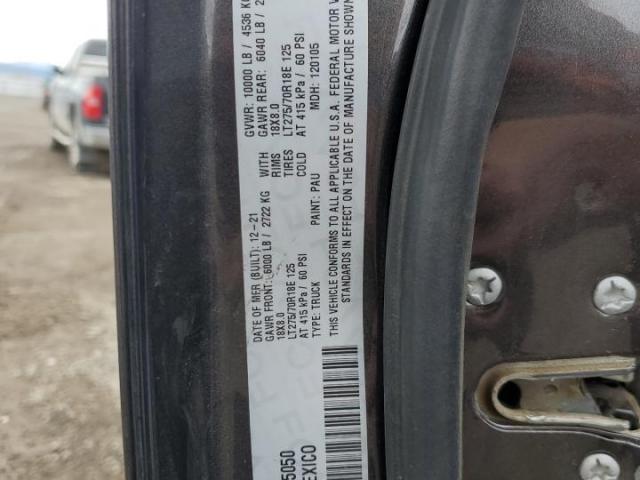 DATE OF MFR (BUILT): 12-21 GVWR: 10000 LB / 4536
GAWR FRONT: 6000 LB / 2722 KG WITH GAWR REAR: 6040 LB
18X8.0 RIMS 18X8.0
LT275/70R18E 125 TIRES LT275/70R18E 125
AT 415 kPa / 60 PSI COLD AT 415 kPa / 60 PSI
TYPE: TRUCK PAINT: PAU MDH: 120105
THIS VEHICLE CONFORMS TO ALL APPLICABLE U.S.A. FEDERAL MOTOR
STANDARDS IN EFFECT ON THE DATE OF MANUFACTURE SHOWN
5050
EXICO